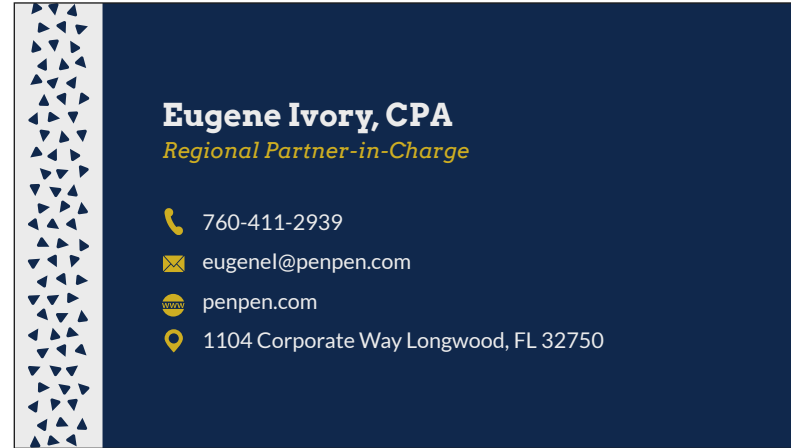 Eugene Ivory, CPA
Regional Partner-in-Charge
760-411-2939
eugenel@penpen.com
www penpen.com
1104 Corporate Way Longwood, FL 32750